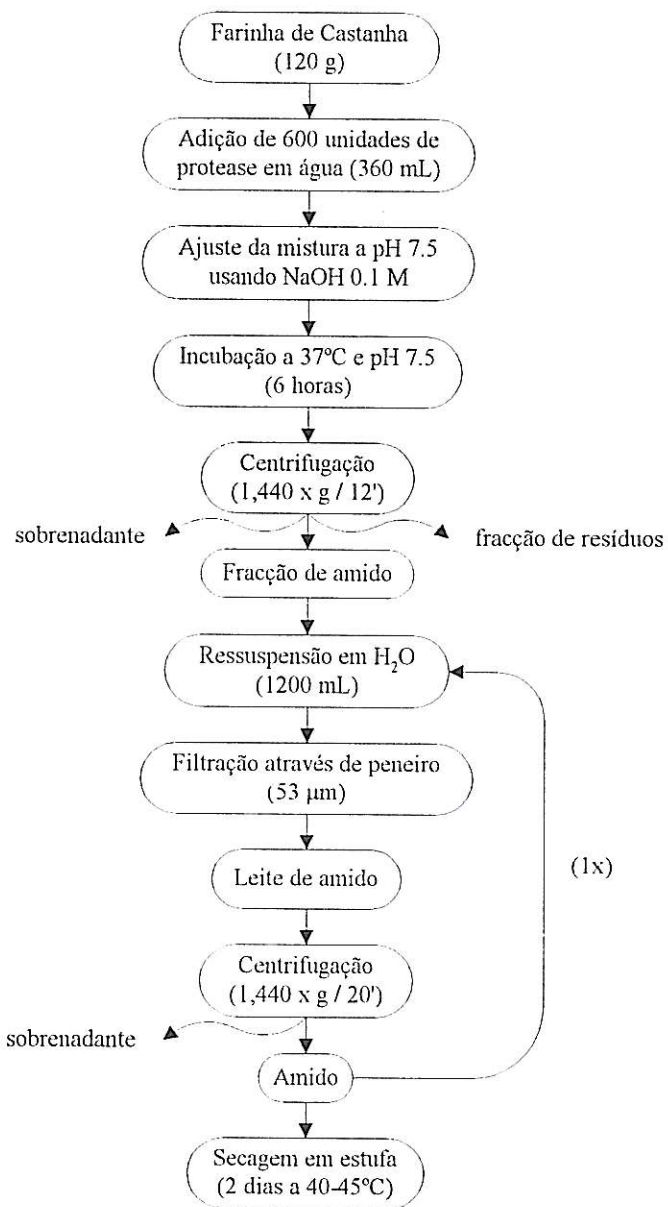 Farinha de Castanha
(120 g)
Adição de 600 unidades de
protease em água (360 mL)
Ajuste da mistura a pH 7.5
usando NaOH 0.1 M
Incubação a 37ºC e pH 7.5
(6 horas)
Centrifugação
(1,440 x g / 12')
sobrenadante
fracção de resíduos
Fracção de amido
Ressuspensão em H₂O
(1200 mL)
Filtração através de peneiro
(53 µm)
(1x)
Leite de amido
Centrifugação
(1,440 x g / 20')
sobrenadante
Amido
Secagem em estufa
(2 dias a 40-45ºC)